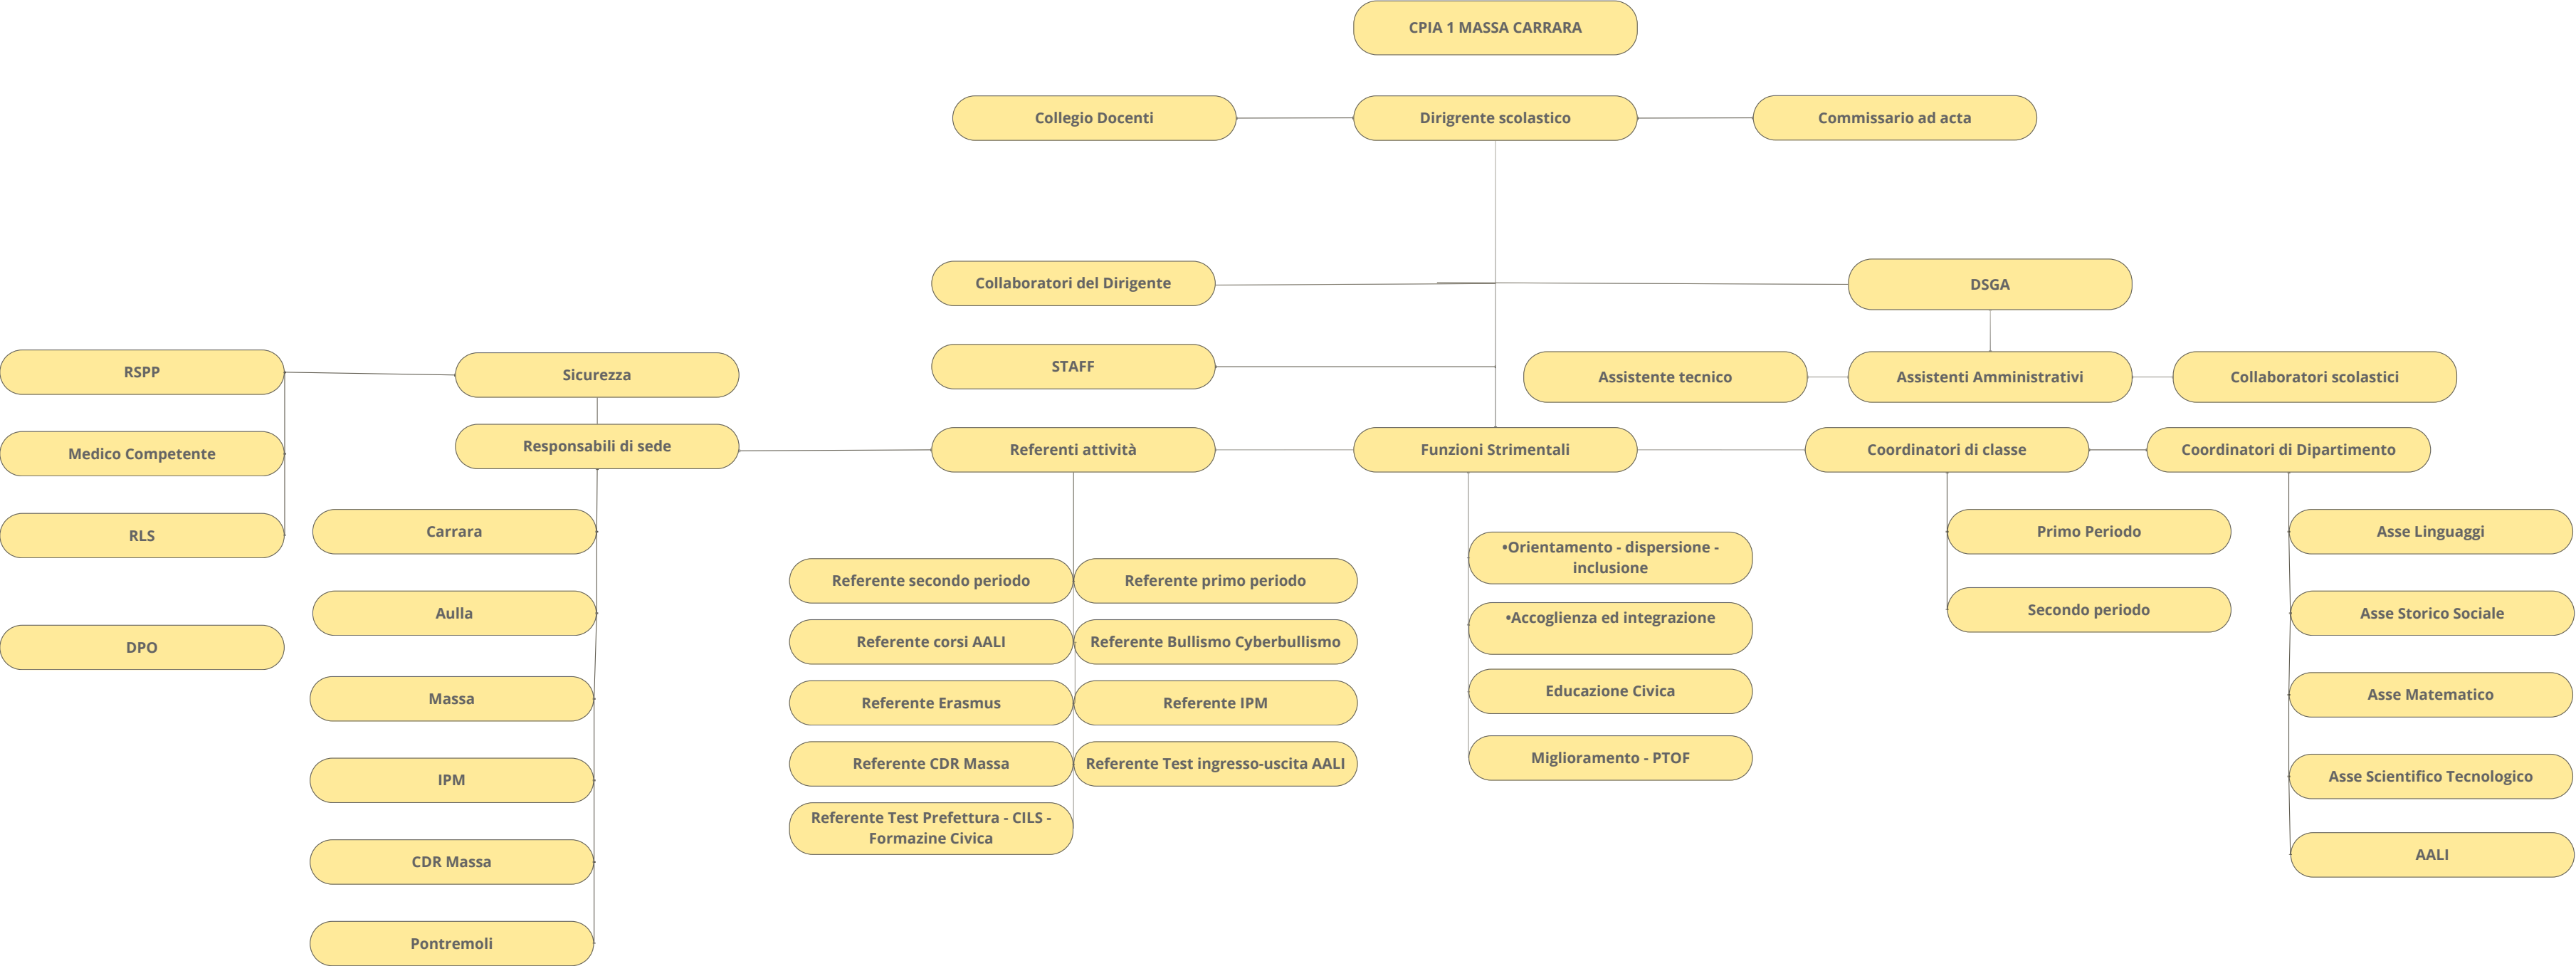 CPIA 1 MASSA CARRARA
Collegio Docenti
Dirigrente scolastico
Commissario ad acta
Collaboratori del Dirigente
DSGA
STAFF
RSPP
Sicurezza
Assistente tecnico
Assistenti Amministrativi
Collaboratori scolastici
Medico Competente
Responsabili di sede
Referenti attività
Funzioni Strimentali
Coordinatori di classe
Coordinatori di Dipartimento
RLS
DPO
Carrara
Aulla
Massa
IPM
CDR Massa
Pontremoli
Referente secondo periodo
Referente primo periodo
Referente corsi AALI
Referente Bullismo Cyberbullismo
Referente Erasmus
Referente IPM
Referente CDR Massa
Referente Test ingresso-uscita AALI
Referente Test Prefettura - CILS -
Formazine Civica
•Orientamento - dispersione -
inclusione
•Accoglienza ed integrazione
Educazione Civica
Miglioramento - PTOF
Primo Periodo
Secondo periodo
Asse Linguaggi
Asse Storico Sociale
Asse Matematico
Asse Scientifico Tecnologico
AALI